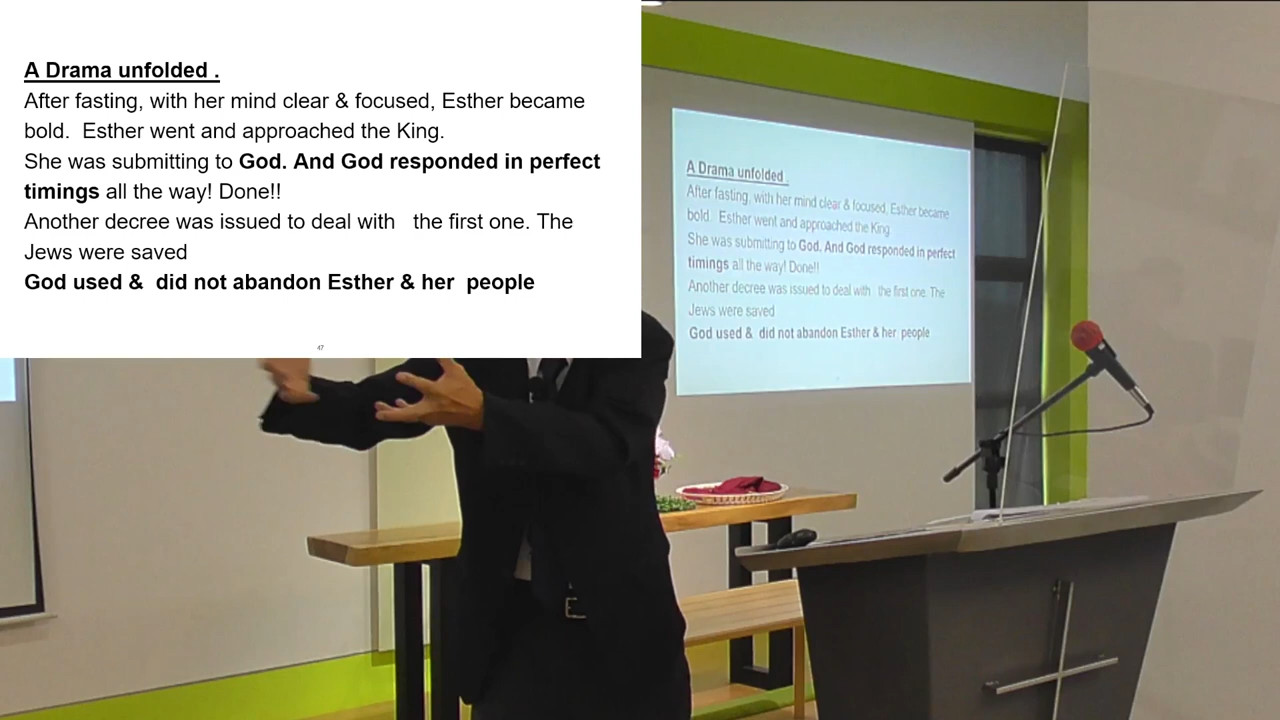 A Drama unfolded .
After fasting, with her mind clear & focused, Esther became
bold.  Esther went and approached the King.
She was submitting to God. And God responded in perfect
timings all the way! Done!!
Another decree was issued to deal with   the first one. The
Jews were saved
God used &  did not abandon Esther & her  people
47
A Drama unfolded .
After fasting, with her mind clear & focused, Esther became
bold.  Esther went and approached the King.
She was submitting to God. And God responded in perfect
timings all the way! Done!!
Another decree was issued to deal with   the first one. The
Jews were saved
God used &  did not abandon Esther & her  people